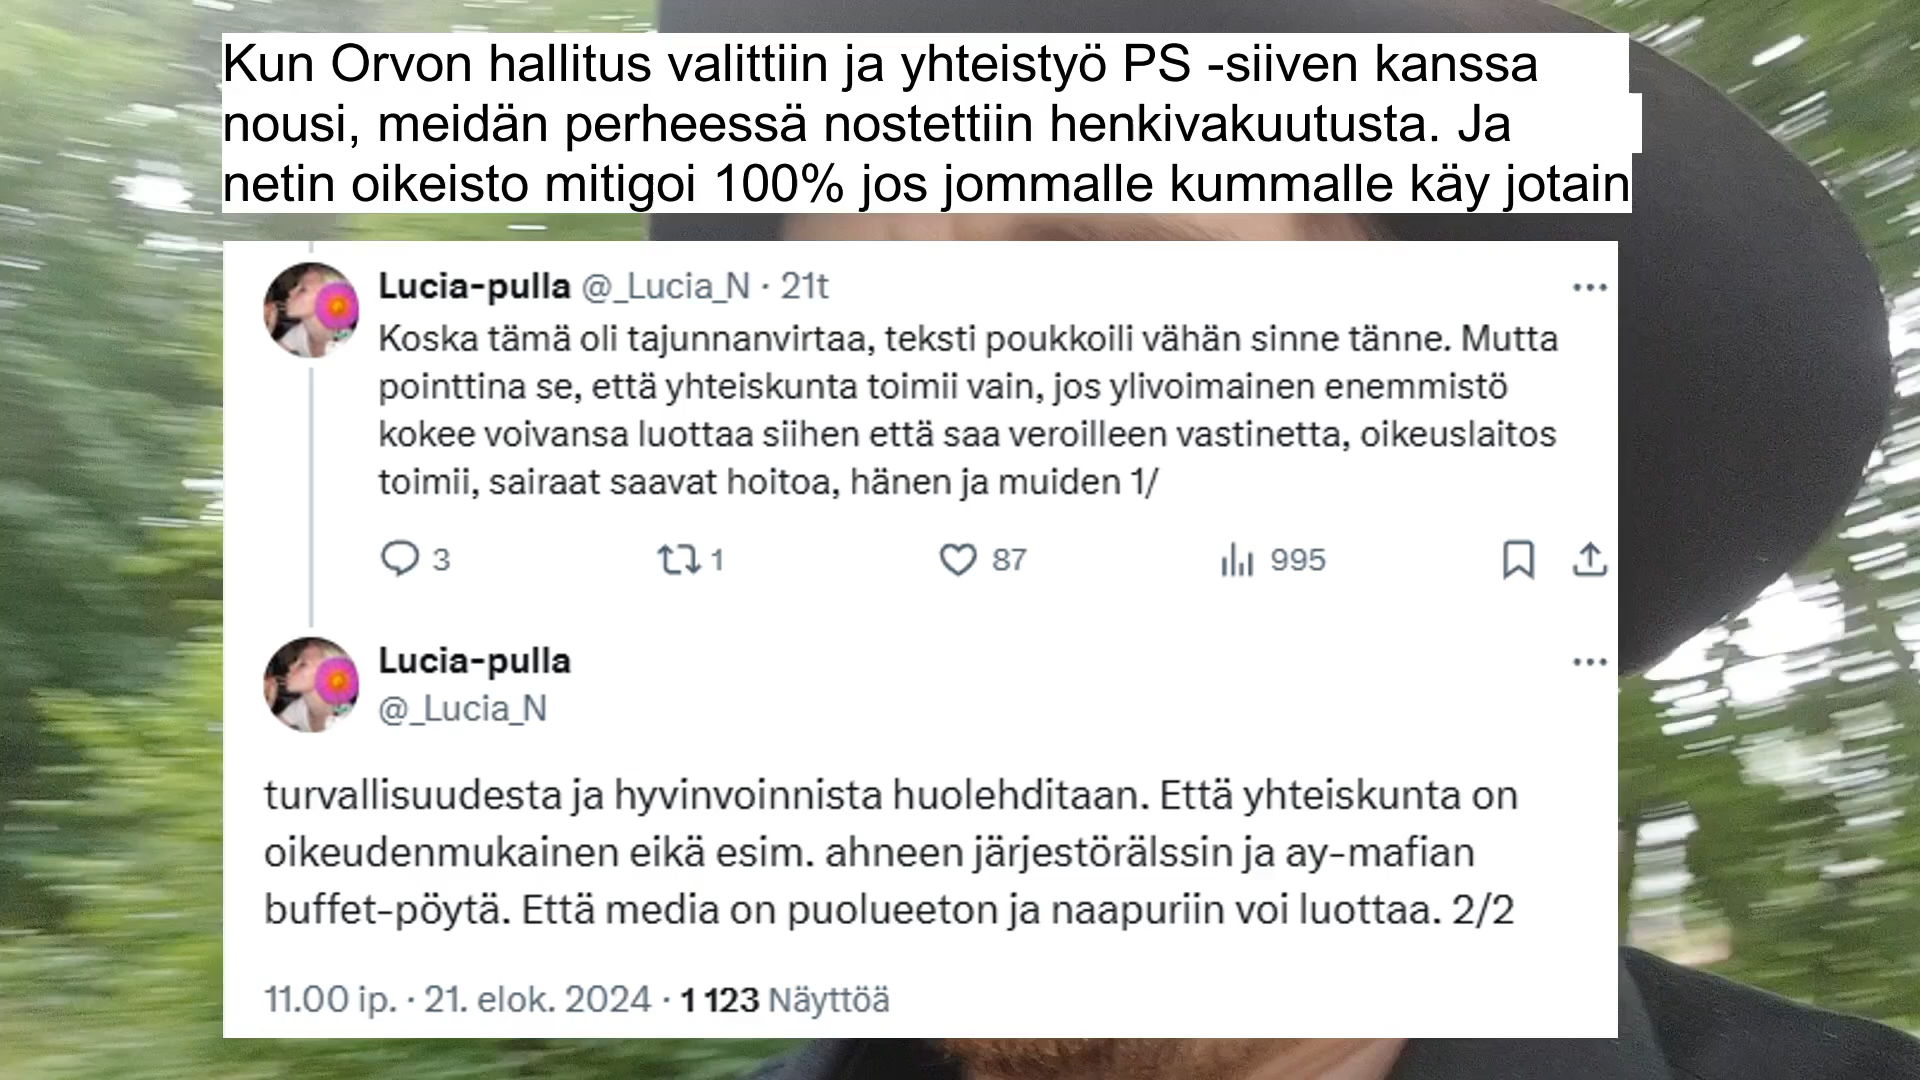 Kun Orvon hallitus valittiin ja yhteistyö PS -siiven kanssa
nousi, meidän perheessä nostettiin henkivakuutusta. Ja
netin oikeisto mitigoi 100% jos jommalle kummalle käy jotain
Lucia-pulla @_Lucia_N · 21t
Koska tämä oli tajunnanvirtaa, teksti poukkoili vähän sinne tänne. Mutta
pointtina se, että yhteiskunta toimii vain, jos ylivoimainen enemmistö
kokee voivansa luottaa siihen että saa veroilleen vastinetta, oikeuslaitos
toimii, sairaat saavat hoitoa, hänen ja muiden 1/
3 1 87 995
Lucia-pulla
@_Lucia_N
turvallisuudesta ja hyvinvoinnista huolehditaan. Että yhteiskunta on
oikeudenmukainen eikä esim. ahneen järjestörälssin ja ay-mafian
buffet-pöytä. Että media on puolueeton ja naapuriin voi luottaa. 2/2
11.00 ip. · 21. elok. 2024 · 1 123 Näyttöä